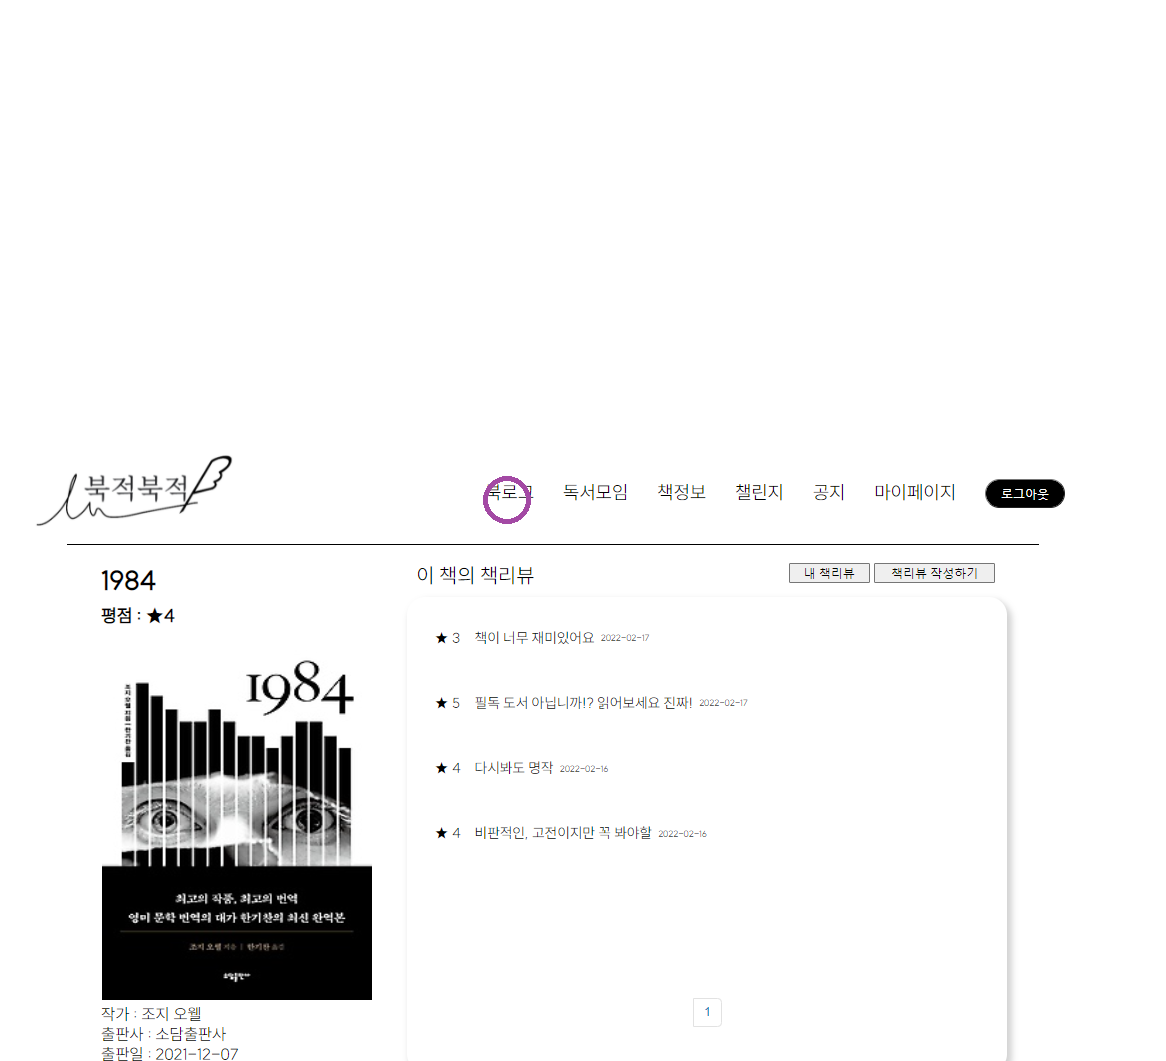 북적북적
북로그 독서모임 책정보 챌린지 공지 마이페이지 로그아웃
1984
평점 : ★4
이 책의 책리뷰
내 책리뷰 책리뷰 작성하기
★ 3 책이 너무 재미있어요 2022-02-17
★ 5 필독 도서 아닙니까!? 읽어보세요 진짜! 2022-02-17
★ 4 다시봐도 명작 2022-02-16
★ 4 비판적인, 고전이지만 꼭 봐야할 2022-02-16
1
1984
조지 오웰 지음 | 한기찬 옮김
최고의 작품, 최고의 번역
영미 문학 번역의 대가 한기찬의 최신 완역본
조지 오웰 지음 | 한기찬 옮김
소담출판사
작가 : 조지 오웰
출판사 : 소담출판사
출판일 : 2021-12-07